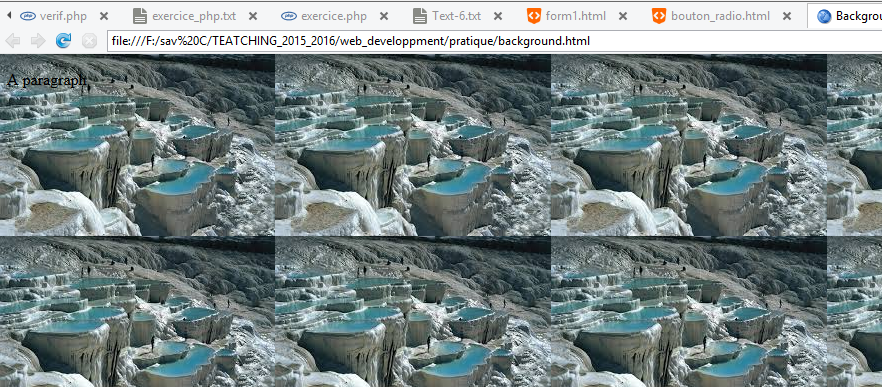 verif.php exercice_php.txt exercice.php Text-6.txt form1.html bouton_radio.html Backgrou
file:///F:/sav%20C/TEATCHING_2015_2016/web_developpment/pratique/background.html
A paragraph